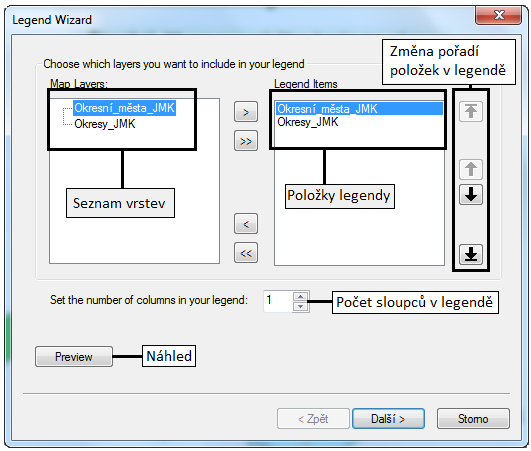 Legend Wizard
Změna pořadí
položek v legendě
Choose which layers you want to include in your legend
Map Layers:
Legend Items
Okresní_města_JMK
Okresy_JMK
Okresní_města_JMK
Okresy_JMK
>
>>
<
<<
Seznam vrstev
Položky legendy
Set the number of columns in your legend:
1
Počet sloupců v legendě
Preview
Náhled
< Zpět
Další >
Storno